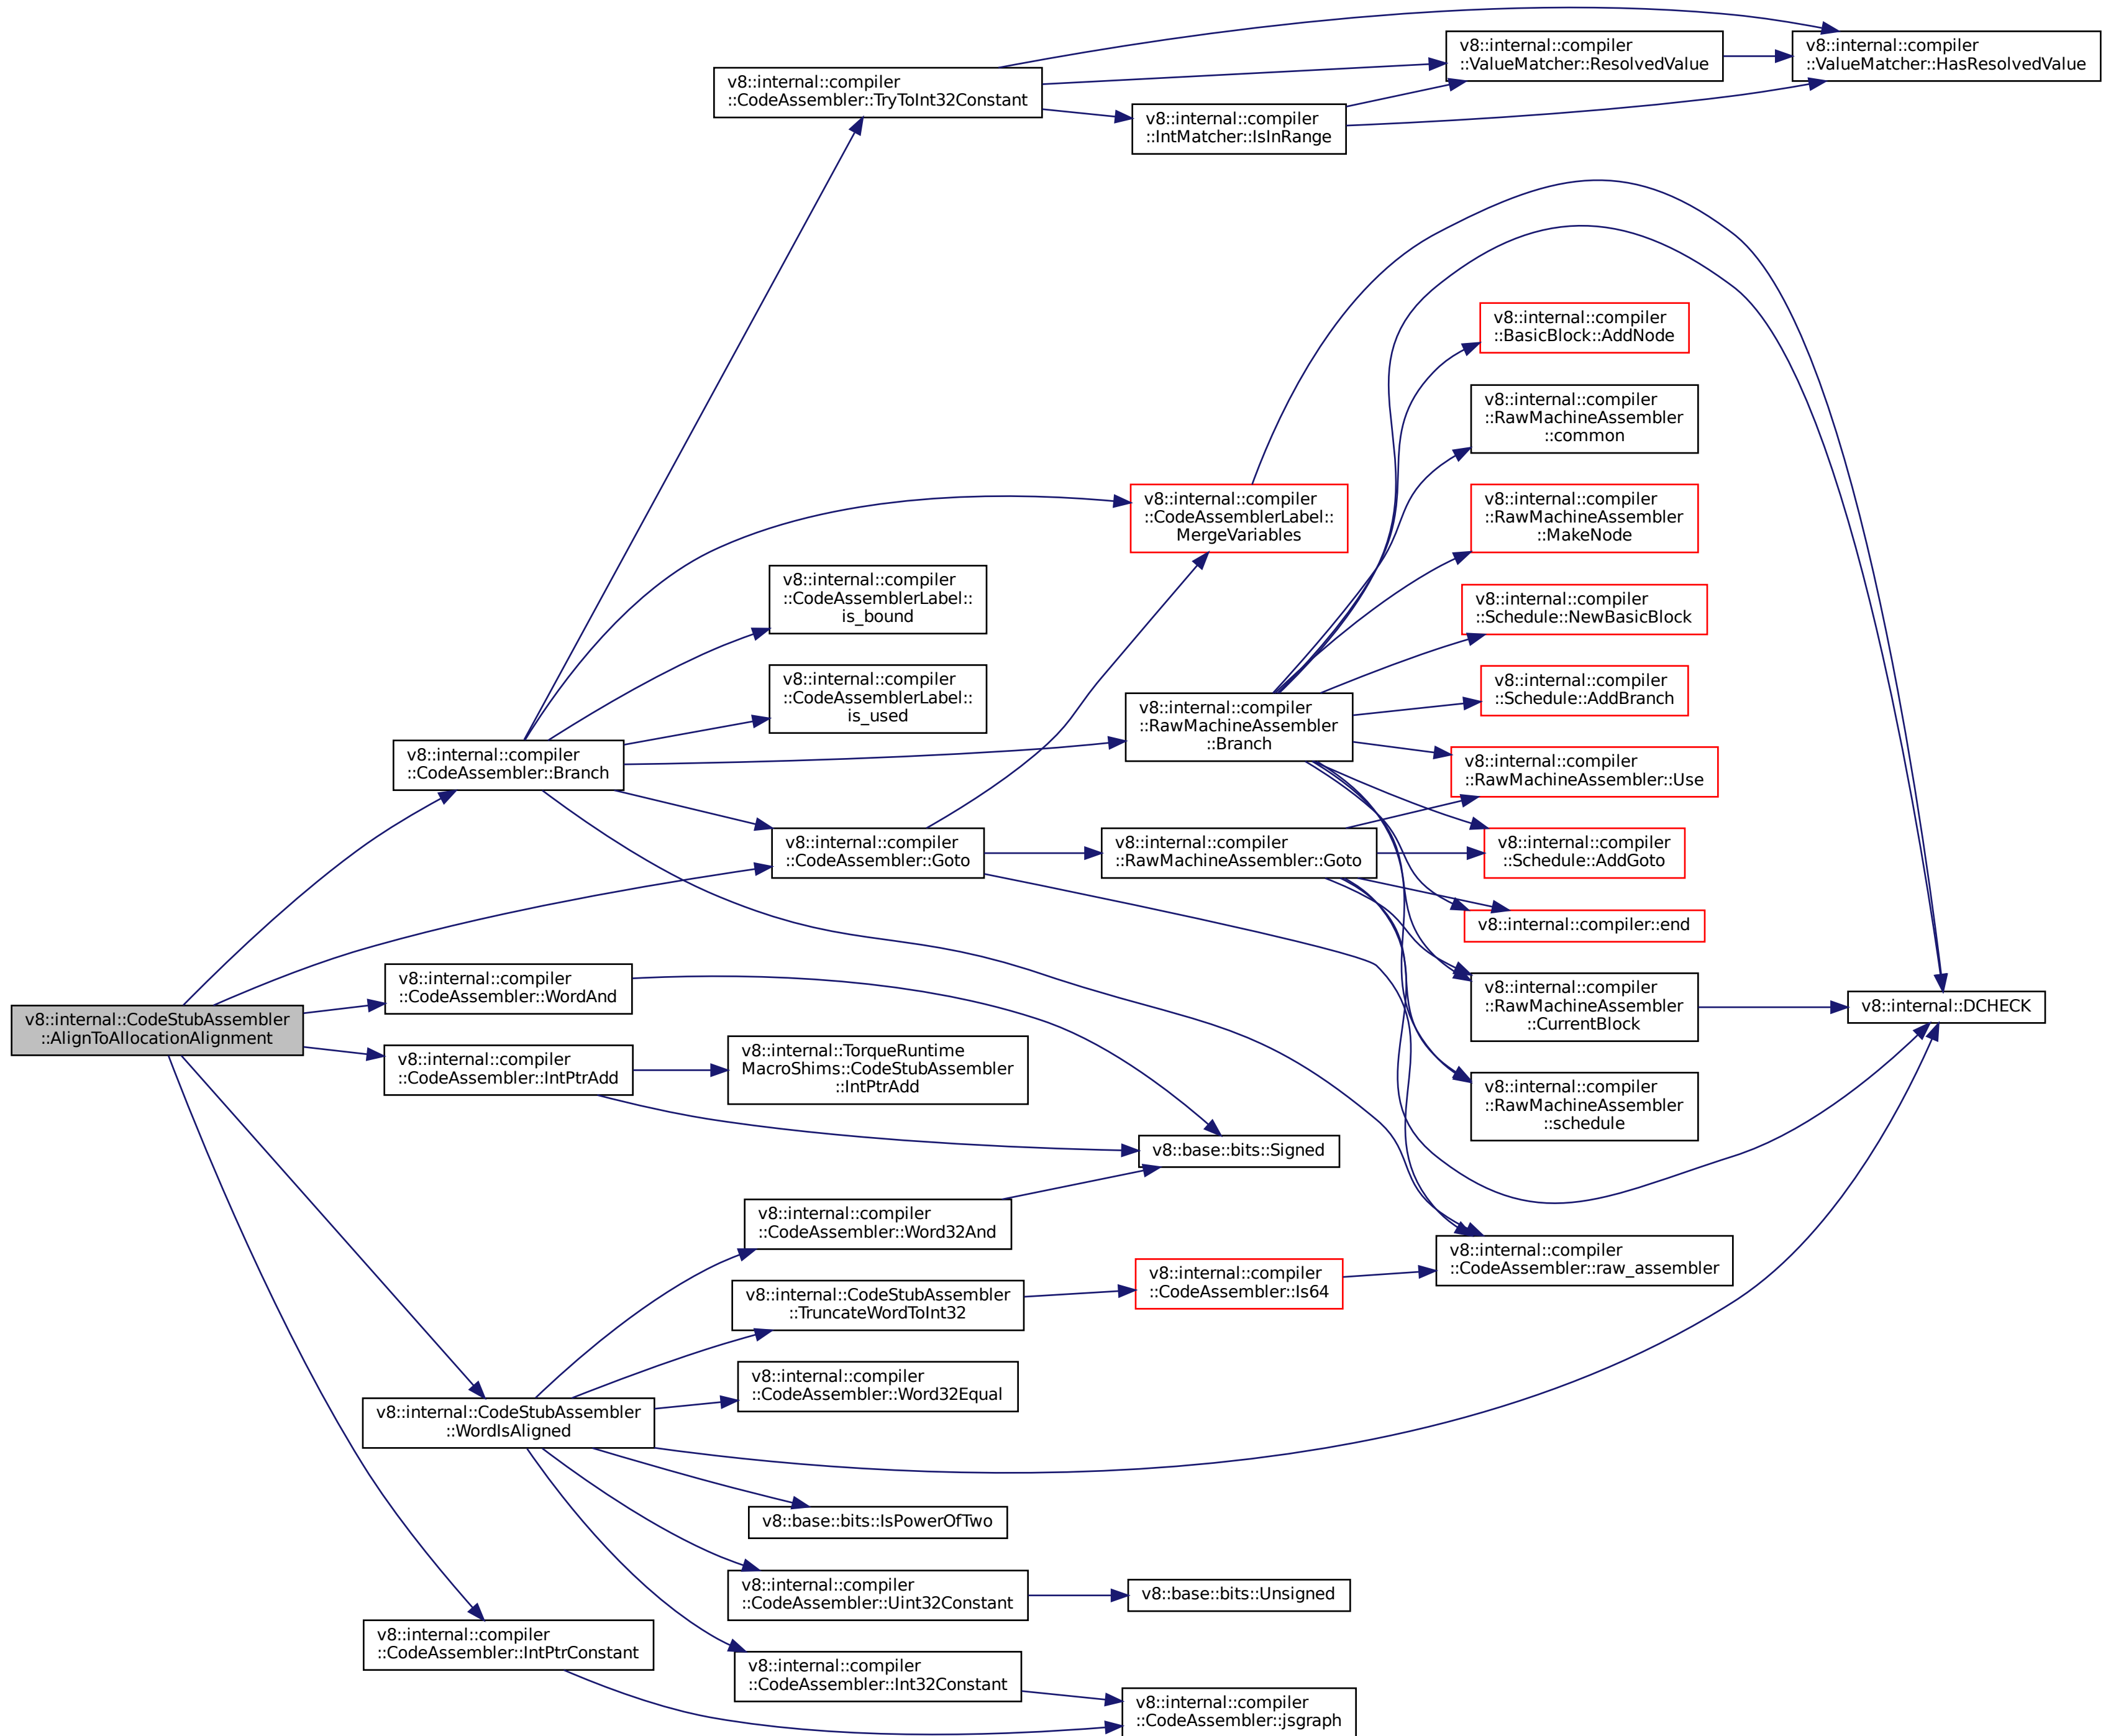 v8::internal::compiler
::ValueMatcher::ResolvedValue
v8::internal::compiler
::ValueMatcher::HasResolvedValue
v8::internal::compiler
::CodeAssembler::TryToInt32Constant
v8::internal::compiler
::IntMatcher::IsInRange
v8::internal::compiler
::BasicBlock::AddNode
v8::internal::compiler
::RawMachineAssembler
::common
v8::internal::compiler
::CodeAssemblerLabel::
MergeVariables
v8::internal::compiler
::RawMachineAssembler
::MakeNode
v8::internal::compiler
::CodeAssemblerLabel::
is_bound
v8::internal::compiler
::Schedule::NewBasicBlock
v8::internal::compiler
::CodeAssemblerLabel::
is_used
v8::internal::compiler
::Schedule::AddBranch
v8::internal::compiler
::RawMachineAssembler
::Branch
v8::internal::compiler
::CodeAssembler::Branch
v8::internal::compiler
::RawMachineAssembler::Use
v8::internal::compiler
::CodeAssembler::Goto
v8::internal::compiler
::RawMachineAssembler::Goto
v8::internal::compiler
::Schedule::AddGoto
v8::internal::compiler::end
v8::internal::compiler
::CodeAssembler::WordAnd
v8::internal::compiler
::RawMachineAssembler
::CurrentBlock
v8::internal::DCHECK
v8::internal::CodeStubAssembler
::AlignToAllocationAlignment
v8::internal::compiler
::CodeAssembler::IntPtrAdd
v8::internal::TorqueRuntime
MacroShims::CodeStubAssembler
::IntPtrAdd
v8::internal::compiler
::RawMachineAssembler
::schedule
v8::base::bits::Signed
v8::internal::compiler
::CodeAssembler::Word32And
v8::internal::compiler
::CodeAssembler::raw_assembler
v8::internal::compiler
::CodeAssembler::Is64
v8::internal::CodeStubAssembler
::TruncateWordToInt32
v8::internal::compiler
::CodeAssembler::Word32Equal
v8::internal::CodeStubAssembler
::WordIsAligned
v8::base::bits::IsPowerOfTwo
v8::internal::compiler
::CodeAssembler::Uint32Constant
v8::base::bits::Unsigned
v8::internal::compiler
::CodeAssembler::IntPtrConstant
v8::internal::compiler
::CodeAssembler::Int32Constant
v8::internal::compiler
::CodeAssembler::jsgraph